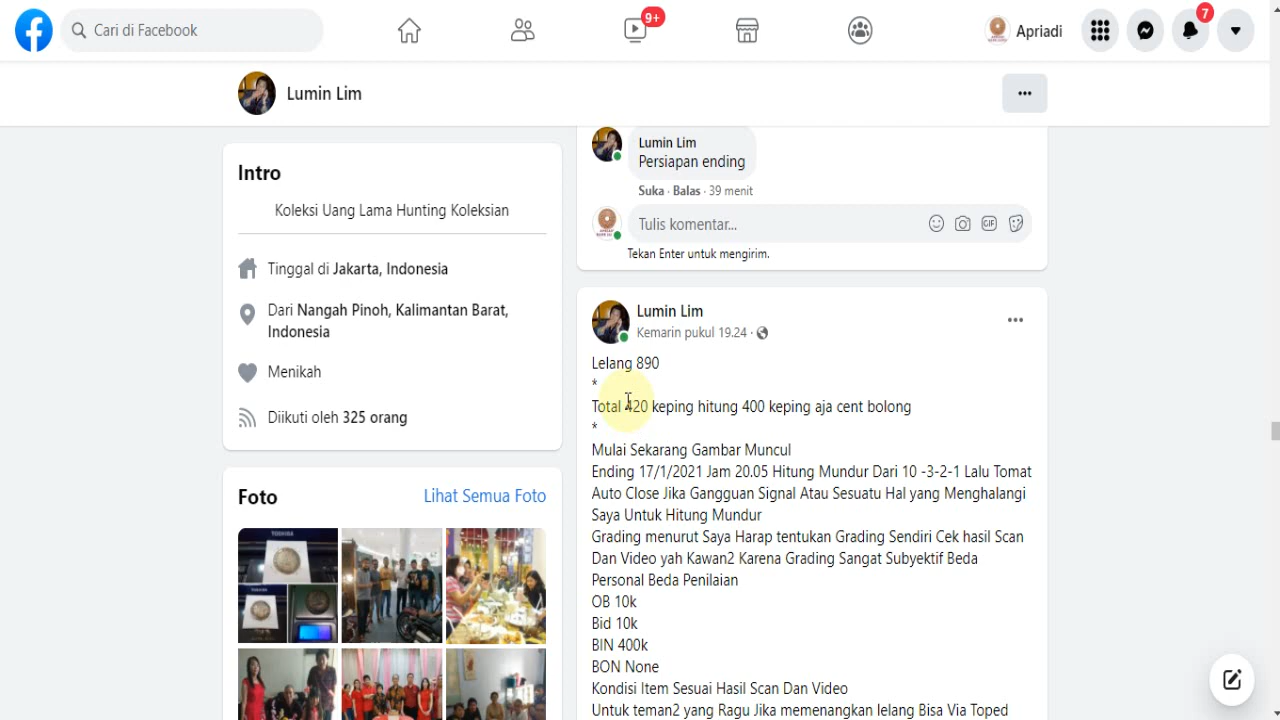 Cari di Facebook
9+
Apriadi
7
Lumin Lim
Intro
Koleksi Uang Lama Hunting Koleksian
Tinggal di Jakarta, Indonesia
Dari Nangah Pinoh, Kalimantan Barat,
Indonesia
Menikah
Diikuti oleh 325 orang
Foto
Lihat Semua Foto
TOSHIBA
Lumin Lim
Persiapan ending
Suka · Balas · 39 menit
Tulis komentar...
GIF
Tekan Enter untuk mengirim.
Lumin Lim
Kemarin pukul 19.24 ·
Lelang 890
*
Total 420 keping hitung 400 keping aja cent bolong
*
Mulai Sekarang Gambar Muncul
Ending 17/1/2021 Jam 20.05 Hitung Mundur Dari 10 -3-2-1 Lalu Tomat
Auto Close Jika Gangguan Signal Atau Sesuatu Hal yang Menghalangi
Saya Untuk Hitung Mundur
Grading menurut Saya Harap tentukan Grading Sendiri Cek hasil Scan
Dan Video yah Kawan2 Karena Grading Sangat Subyektif Beda
Personal Beda Penilaian
OB 10k
Bid 10k
BIN 400k
BON None
Kondisi Item Sesuai Hasil Scan Dan Video
Untuk teman2 yang Ragu Jika memenangkan lelang Bisa Via Toped